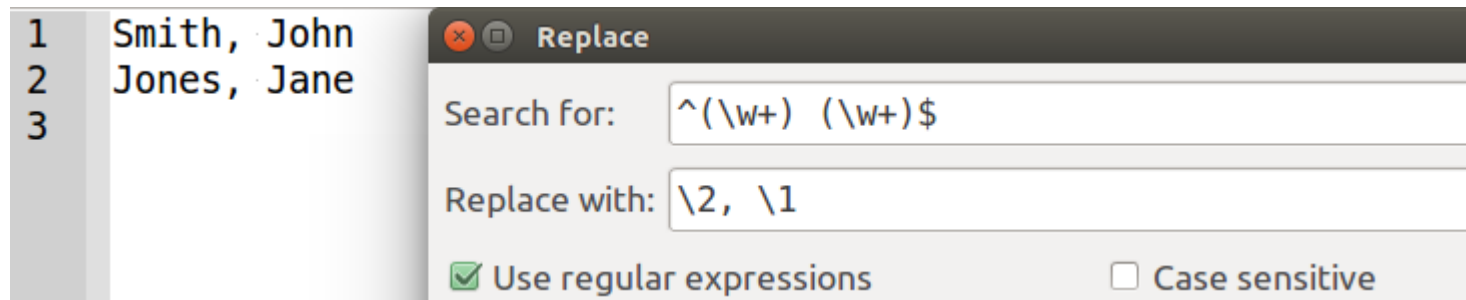 1 Smith, John
2 Jones, Jane
3
Replace
Search for: ^(\w+) (\w+)$
Replace with: \2, \1
Use regular expressions Case sensitive